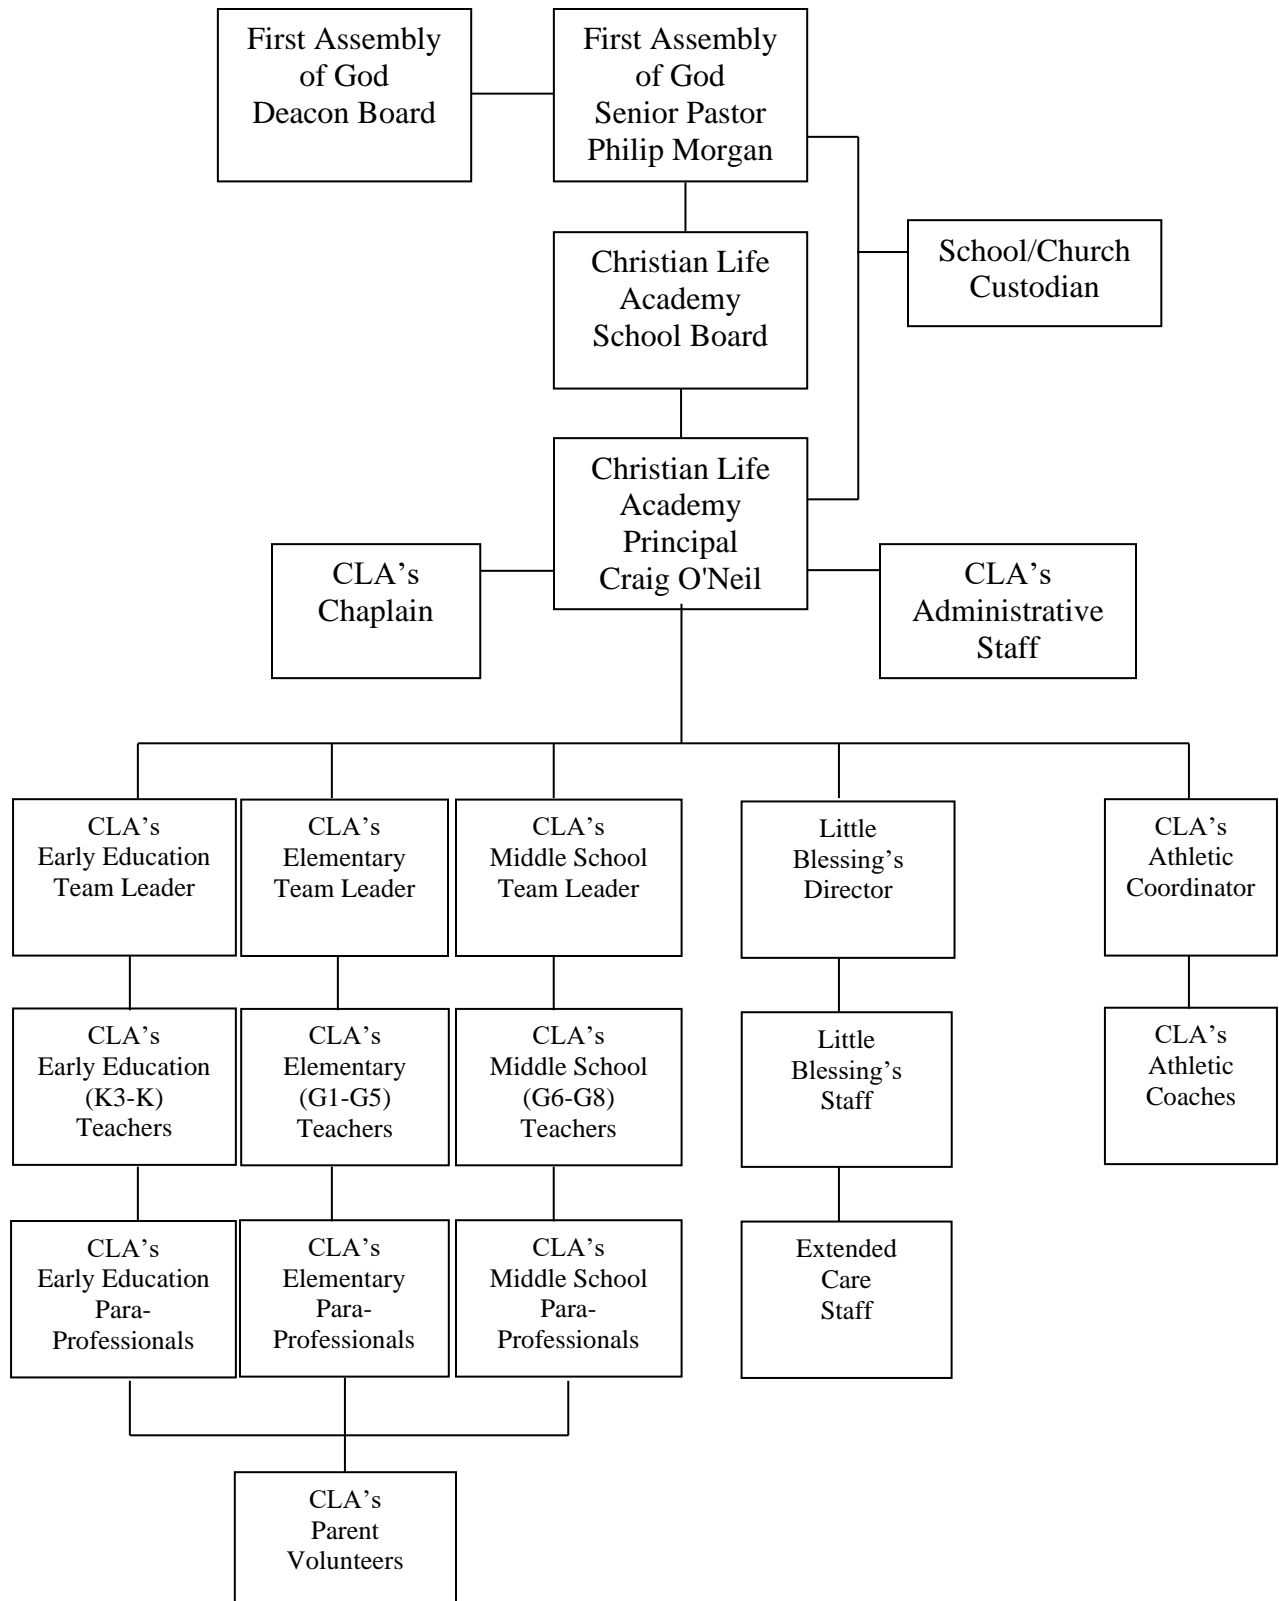 First Assembly
of God
Deacon Board
First Assembly
of God
Senior Pastor
Philip Morgan
School/Church
Custodian
Christian Life
Academy
School Board
Christian Life
Academy
Principal
Craig O'Neil
CLA’s
Chaplain
CLA’s
Administrative
Staff
CLA’s
Early Education
Team Leader
CLA’s
Elementary
Team Leader
CLA’s
Middle School
Team Leader
Little
Blessing’s
Director
CLA’s
Athletic
Coordinator
CLA’s
Early Education
(K3-K)
Teachers
CLA’s
Elementary
(G1-G5)
Teachers
CLA’s
Middle School
(G6-G8)
Teachers
Little
Blessing’s
Staff
CLA’s
Athletic
Coaches
CLA’s
Early Education
Para-
Professionals
CLA’s
Elementary
Para-
Professionals
CLA’s
Middle School
Para-
Professionals
Extended
Care
Staff
CLA’s
Parent
Volunteers